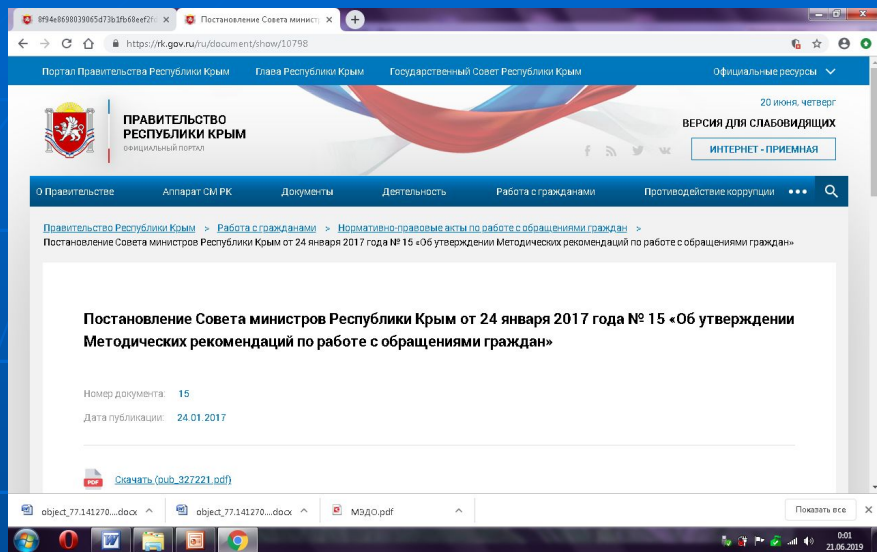 8f94e8698039065d73b1fb68eef2f
Постановление Совета минист
https://rk.gov.ru/ru/document/show/10798
Портал Правительства Республики Крым Глава Республики Крым Государственный Совет Республики Крым Официальные ресурсы
20 июня, четверг
ПРАВИТЕЛЬСТВО
РЕСПУБЛИКИ КРЫМ
ОФИЦИАЛЬНЫЙ ПОРТАЛ
ВЕРСИЯ ДЛЯ СЛАБОВИДЯЩИХ
ИНТЕРНЕТ - ПРИЕМНАЯ
О Правительстве Аппарат СМ РК Документы Деятельность Работа с гражданами Противодействие коррупции
Правительство Республики Крым > Работа с гражданами > Нормативно-правовые акты по работе с обращениями граждан >
Постановление Совета министров Республики Крым от 24 января 2017 года № 15 «Об утверждении Методических рекомендаций по работе с обращениями граждан»
Постановление Совета министров Республики Крым от 24 января 2017 года № 15 «Об утверждении
Методических рекомендаций по работе с обращениями граждан»
Номер документа: 15
Дата публикации: 24.01.2017
PDF Скачать (pub_327221.pdf)
object_77.141270....docx object_77.141270....docx МЭДО.pdf Показать все
0:01
21.06.2019